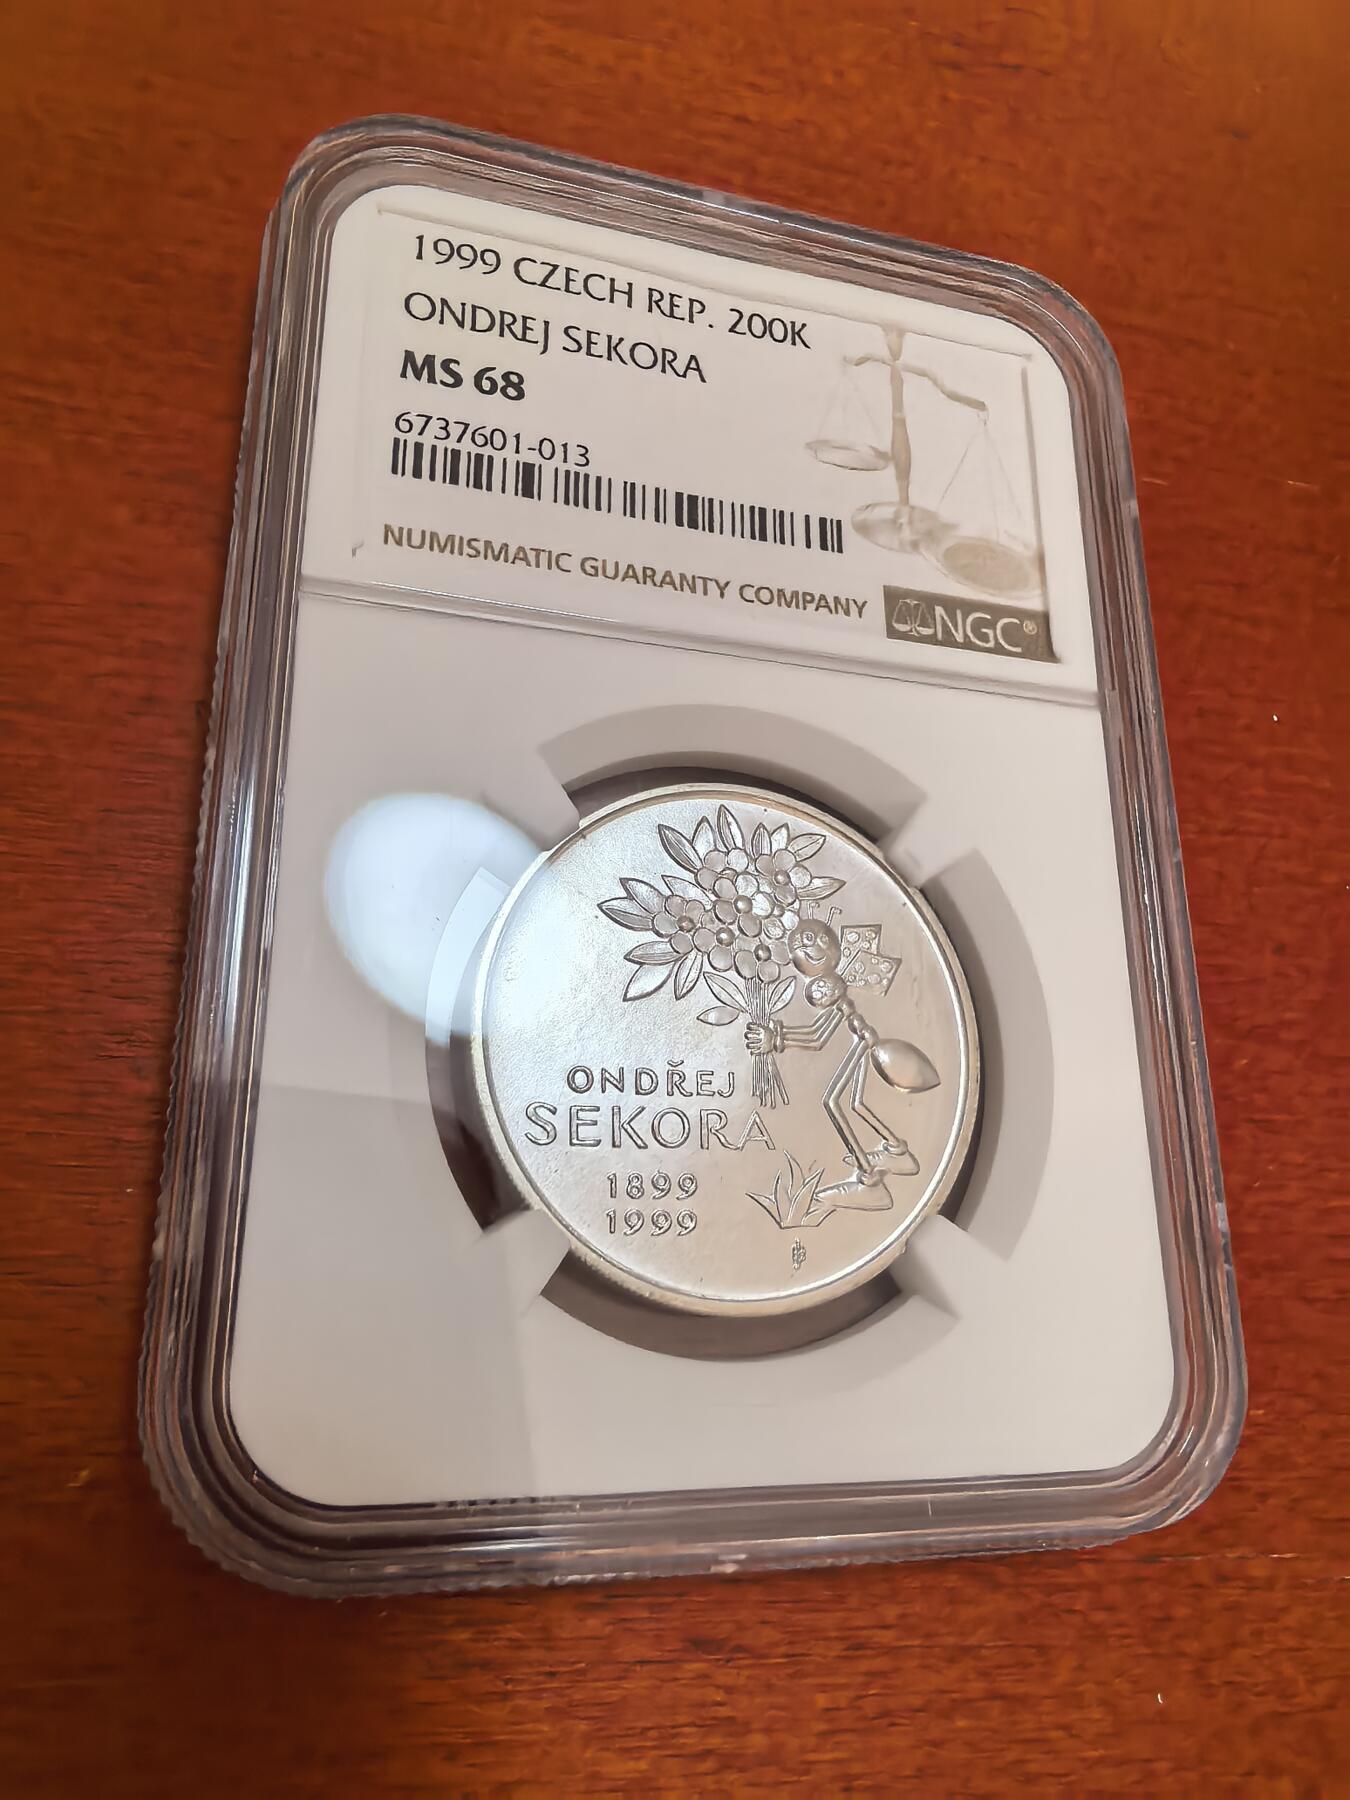 1999 CZECH REP. 200K
ONDREJ SEKORA
MS 68
6737601-013
NUMISMATIC GUARANTY COMPANY
NGC®
ONDŘEJ
SEKORA
1899
1999